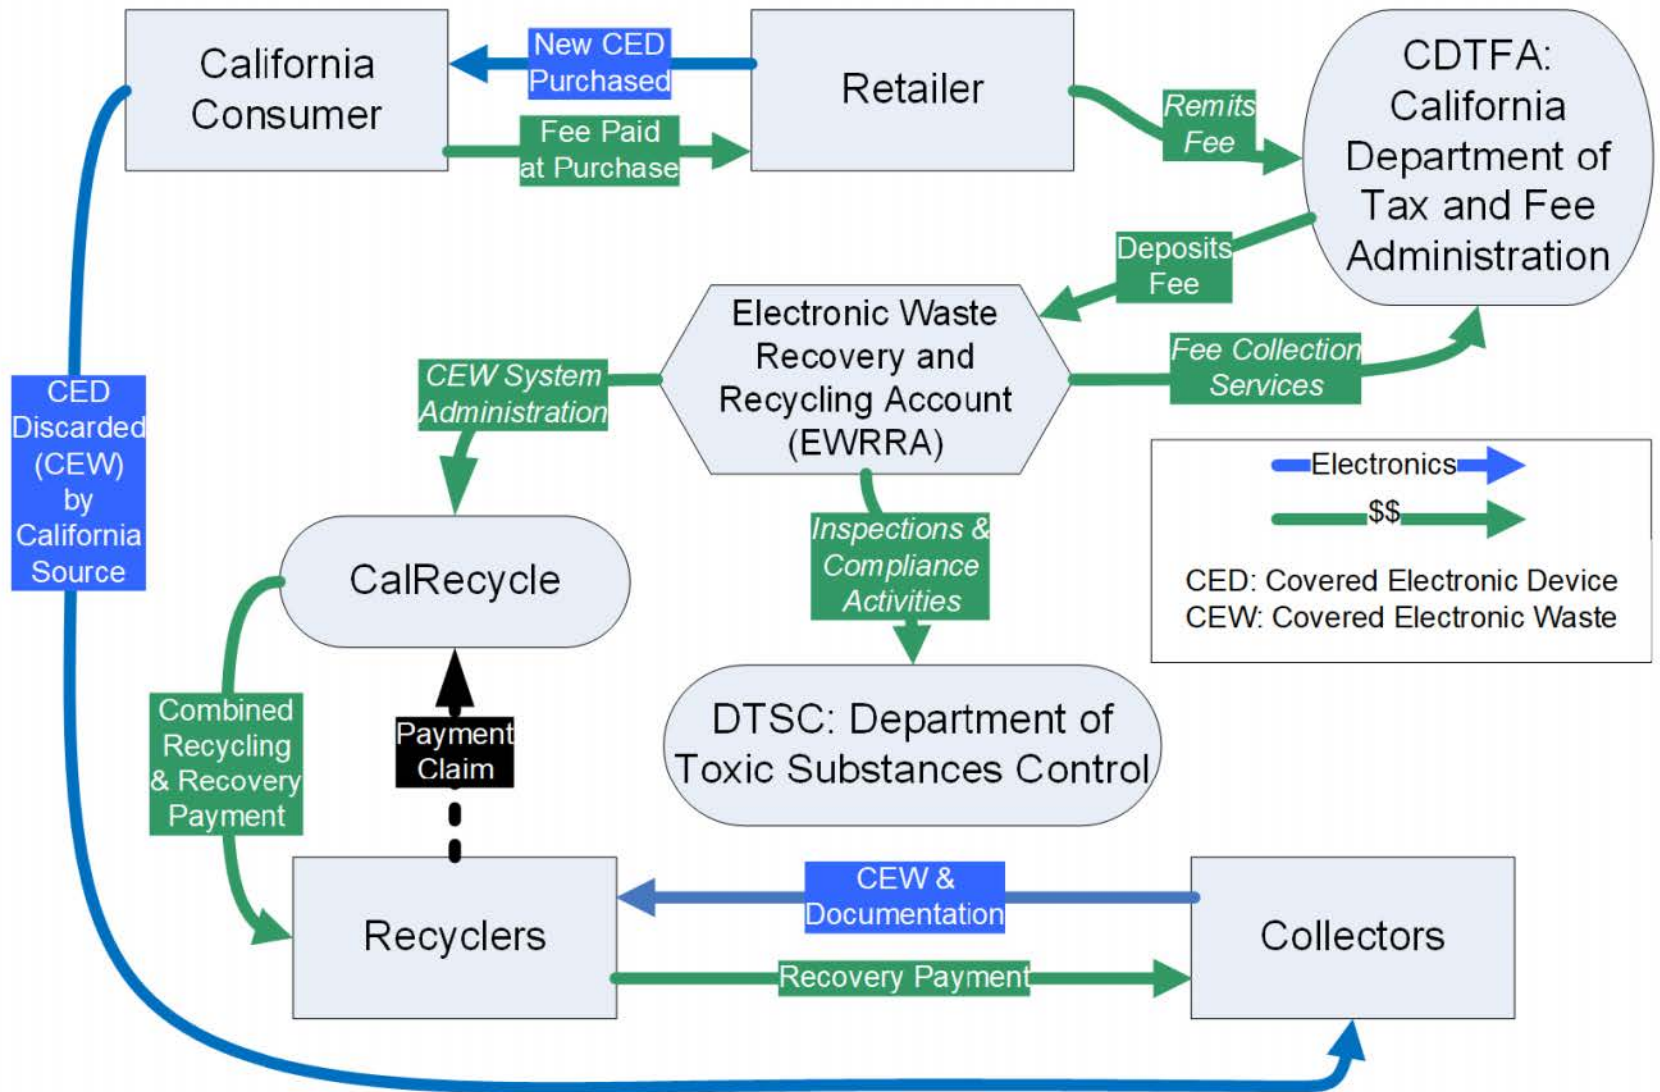 California
Consumer
New CED
Purchased
Fee Paid
at Purchase
Retailer
Remits
Fee
CDTFA:
California
Department of
Tax and Fee
Administration
Deposits
Fee
Electronic Waste
Recovery and
Recycling Account
(EWRRA)
Fee Collection
Services
CEW System
Administration
CED
Discarded
(CEW)
by
California
Source
Electronics
$$
CED: Covered Electronic Device
CEW: Covered Electronic Waste
Inspections &
Compliance
Activities
CalRecycle
DTSC: Department of
Toxic Substances Control
Combined
Recycling
& Recovery
Payment
Payment
Claim
Recyclers
CEW &
Documentation
Recovery Payment
Collectors